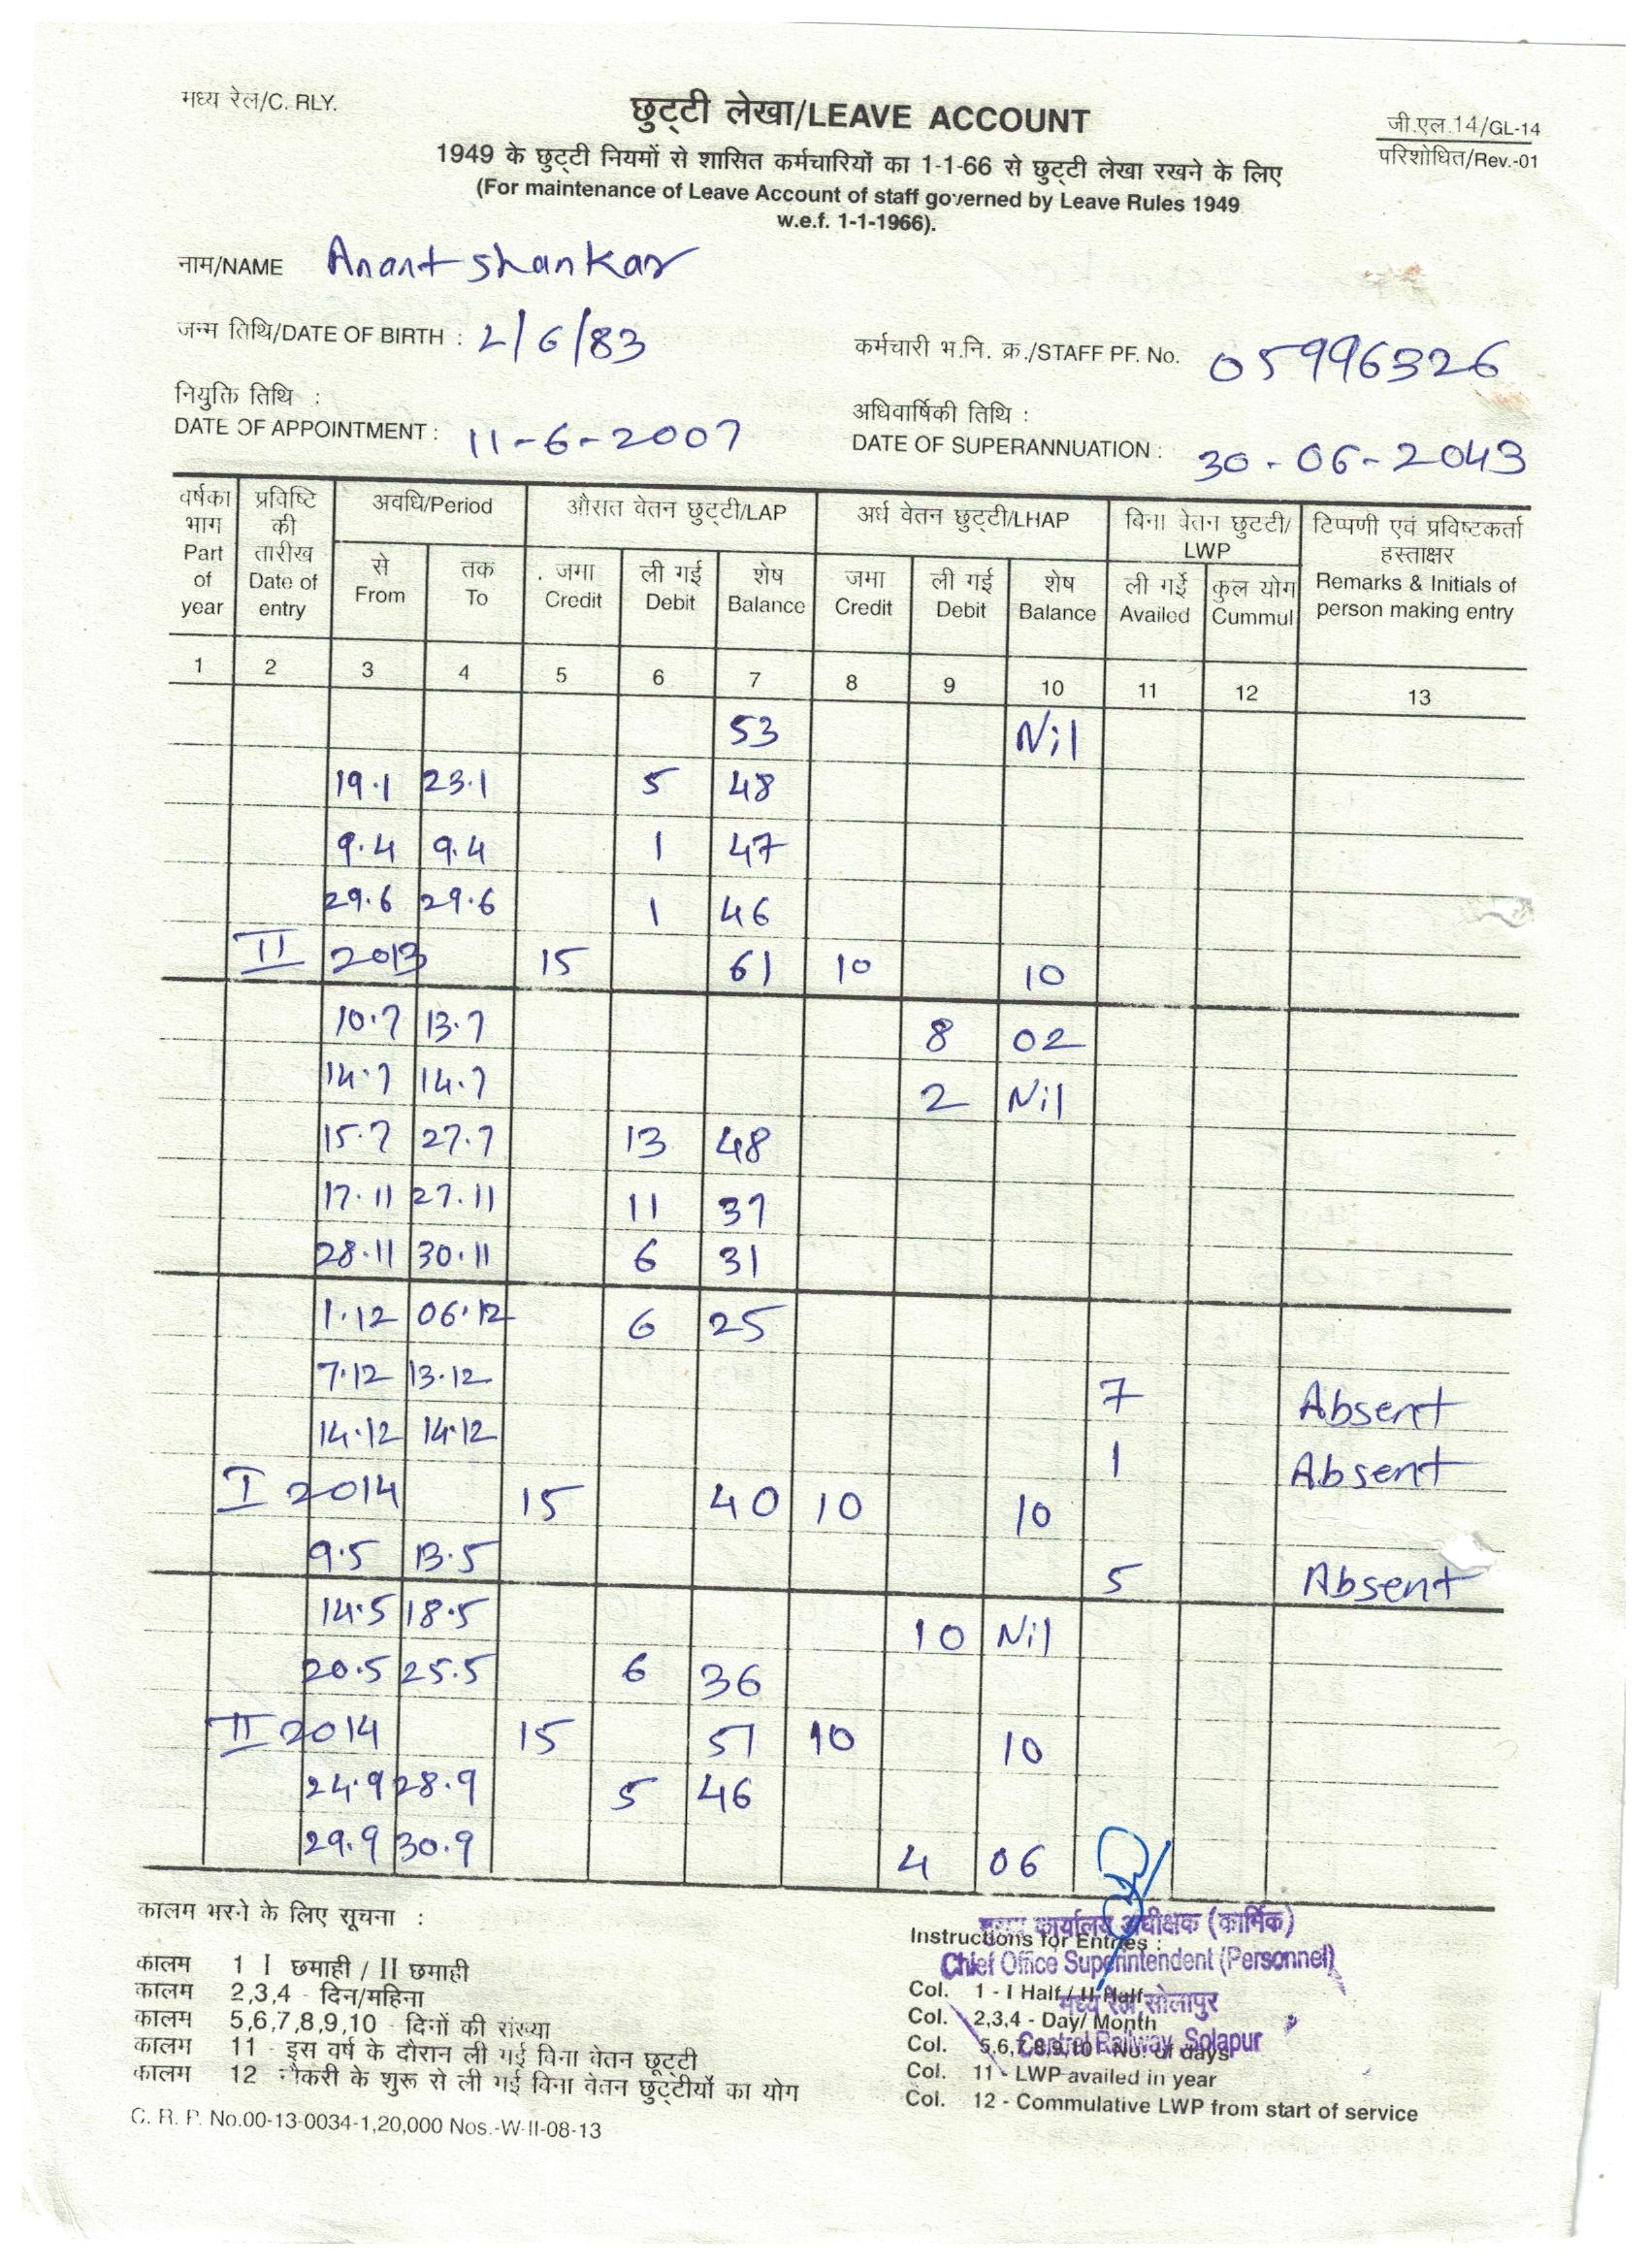 मध्य रेल/C. RLY.
छुट्टी लेखा/LEAVE ACCOUNT
जी.एल.14/GL-14
परिशोधित/Rev.-01
1949 के छुट्टी नियमों से शासित कर्मचारियों का 1-1-66 से छुट्टी लेखा रखने के लिए
(For maintenance of Leave Account of staff governed by Leave Rules 1949
w.e.f. 1-1-1966).
नाम/NAME Anant Shankar
जन्म तिथि/DATE OF BIRTH : 2/6/83
कर्मचारी भ.नि. क्र./STAFF PF. No. 05996326
नियुक्ति तिथि :
DATE OF APPOINTMENT : 11-6-2007
अधिवार्षिकी तिथि :
DATE OF SUPERANNUATION : 30-06-2043
वर्षका भाग Part of year
प्रविष्टि की तारीख Date of entry
अवधि/Period
से From
तक To
औसत वेतन छुट्टी/LAP
जमा Credit
ली गई Debit
शेष Balance
अर्ध वेतन छुट्टी/LHAP
जमा Credit
ली गई Debit
शेष Balance
बिना वेतन छुटटी/ LWP
ली गई Availed
कुल योग Cummul
टिप्पणी एवं प्रविष्टकर्ता हस्ताक्षर Remarks & Initials of person making entry
1 2 3 4 5 6 7 8 9 10 11 12 13
53 Nil
19.1 23.1 5 48
9.4 9.4 1 47
29.6 29.6 1 46
II 2013 15 61 10 10
10.7 13.7 8 02
14.7 14.7 2 Nil
15.7 27.7 13 48
17.11 27.11 11 37
28.11 30.11 6 31
1.12 06.12 6 25
7.12 13.12 7 Absent
14.12 14.12 1 Absent
I 2014 15 40 10 10
9.5 13.5 5 Absent
14.5 18.5 10 Nil
20.5 25.5 6 36
II 2014 15 51 10 10
24.9 28.9 5 46
29.9 30.9 4 06
कालम भरने के लिए सूचना :
कालम 1 I छमाही / II छमाही
कालम 2,3,4 - दिन/महिना
कालम 5,6,7,8,9,10 - दिनों की संख्या
कालम 11 - इस वर्ष के दौरान ली गई विना वेतन छूट्टी
कालम 12 नौकरी के शुरू से ली गई विना वेतन छुट्टीयों का योग
C. R. P. No.00-13-0034-1,20,000 Nos.-W-II-08-13
Instructions for Entries :
Col. 1 - I Half / II Half
Col. 2,3,4 - Day/ Month
Col. 5,6,7,8,9,10 - No. of days
Col. 11 - LWP availed in year
Col. 12 - Commulative LWP from start of service
कार्यालय अधीक्षक (कार्मिक)
Chief Office Superintendent (Personnel)
मध्य रेल, सोलापुर
Central Railway, Solapur